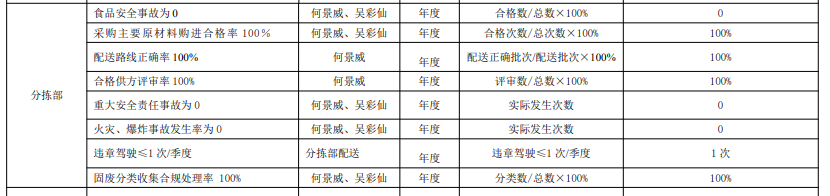 食品安全事故为 0 何景威、吴彩仙 年度 合格数/总数×100% 0
采购主要原材料购进合格率 100% 何景威、吴彩仙 年度 合格次数/总次数×100% 100%
配送路线正确率 100% 何景威 年度 配送正确批次/配送批次×100% 100%
合格供方评审率 100% 何景威、吴彩仙 年度 评审数/总数×100% 100%
分拣部
重大安全责任事故为 0 何景威、吴彩仙 年度 实际发生次数 0
火灾、爆炸事故发生率为 0 何景威、吴彩仙 年度 实际发生次数 0
违章驾驶≤1 次/季度 分拣部配送 年度 违章驾驶≤1 次/季度 1 次
固废分类收集合规处理率 100% 何景威、吴彩仙 年度 分类数/总数×100% 100%